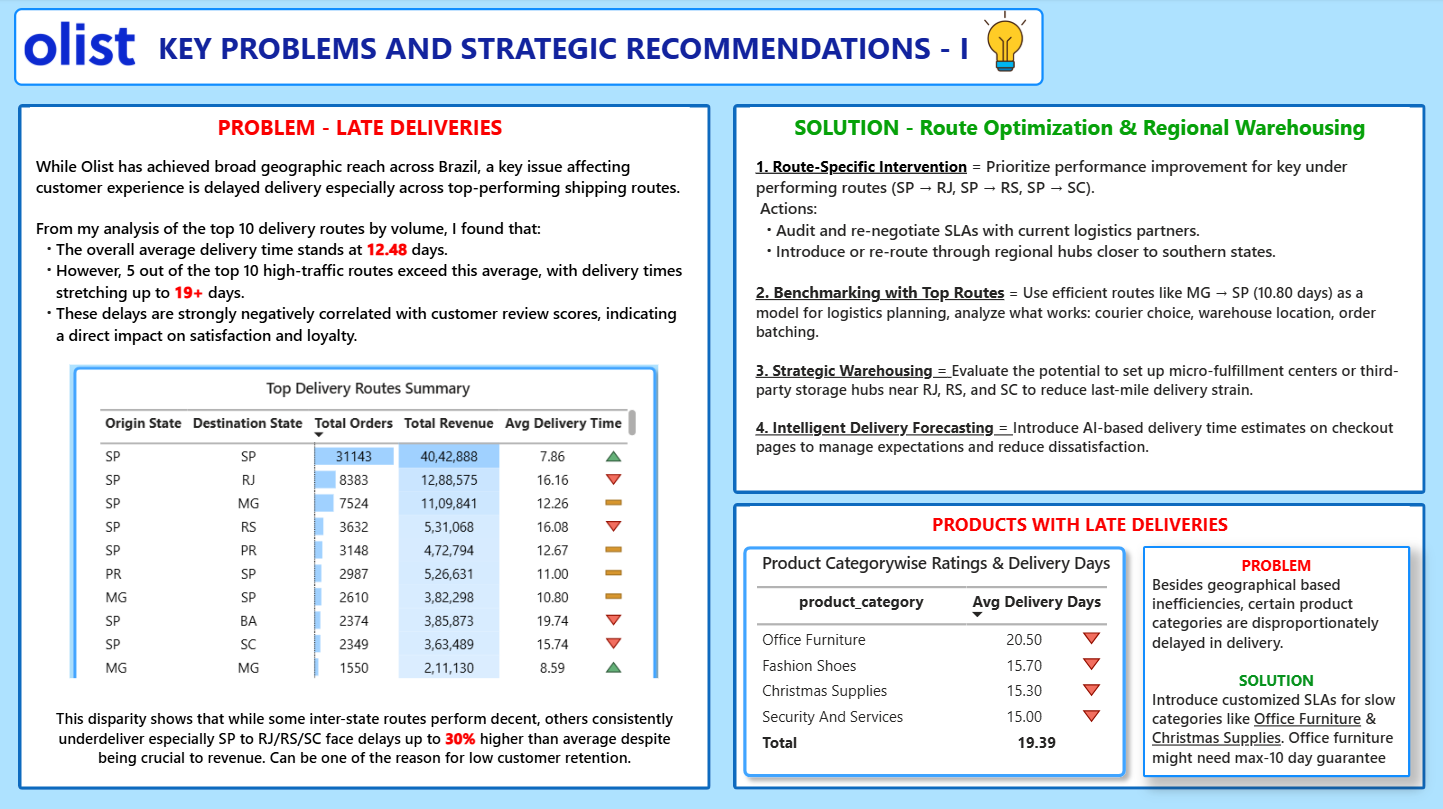 olist KEY PROBLEMS AND STRATEGIC RECOMMENDATIONS - I
PROBLEM - LATE DELIVERIES
While Olist has achieved broad geographic reach across Brazil, a key issue affecting
customer experience is delayed delivery especially across top-performing shipping routes.
From my analysis of the top 10 delivery routes by volume, I found that:
• The overall average delivery time stands at 12.48 days.
• However, 5 out of the top 10 high-traffic routes exceed this average, with delivery times
stretching up to 19+ days.
• These delays are strongly negatively correlated with customer review scores, indicating
a direct impact on satisfaction and loyalty.
Top Delivery Routes Summary
Origin State Destination State Total Orders Total Revenue Avg Delivery Time
SP SP 31143 40,42,888 7.86
SP RJ 8383 12,88,575 16.16
SP MG 7524 11,09,841 12.26
SP RS 3632 5,31,068 16.08
SP PR 3148 4,72,794 12.67
PR SP 2987 5,26,631 11.00
MG SP 2610 3,82,298 10.80
SP BA 2374 3,85,873 19.74
SP SC 2349 3,63,489 15.74
MG MG 1550 2,11,130 8.59
This disparity shows that while some inter-state routes perform decent, others consistently
underdeliver especially SP to RJ/RS/SC face delays up to 30% higher than average despite
being crucial to revenue. Can be one of the reason for low customer retention.
SOLUTION - Route Optimization & Regional Warehousing
1. Route-Specific Intervention = Prioritize performance improvement for key under
performing routes (SP → RJ, SP → RS, SP → SC).
Actions:
• Audit and re-negotiate SLAs with current logistics partners.
• Introduce or re-route through regional hubs closer to southern states.
2. Benchmarking with Top Routes = Use efficient routes like MG → SP (10.80 days) as a
model for logistics planning, analyze what works: courier choice, warehouse location, order
batching.
3. Strategic Warehousing = Evaluate the potential to set up micro-fulfillment centers or third-
party storage hubs near RJ, RS, and SC to reduce last-mile delivery strain.
4. Intelligent Delivery Forecasting = Introduce AI-based delivery time estimates on checkout
pages to manage expectations and reduce dissatisfaction.
PRODUCTS WITH LATE DELIVERIES
Product Categorywise Ratings & Delivery Days
product_category Avg Delivery Days
Office Furniture 20.50
Fashion Shoes 15.70
Christmas Supplies 15.30
Security And Services 15.00
Total 19.39
PROBLEM
Besides geographical based
inefficiencies, certain product
categories are disproportionately
delayed in delivery.
SOLUTION
Introduce customized SLAs for slow
categories like Office Furniture &
Christmas Supplies. Office furniture
might need max-10 day guarantee